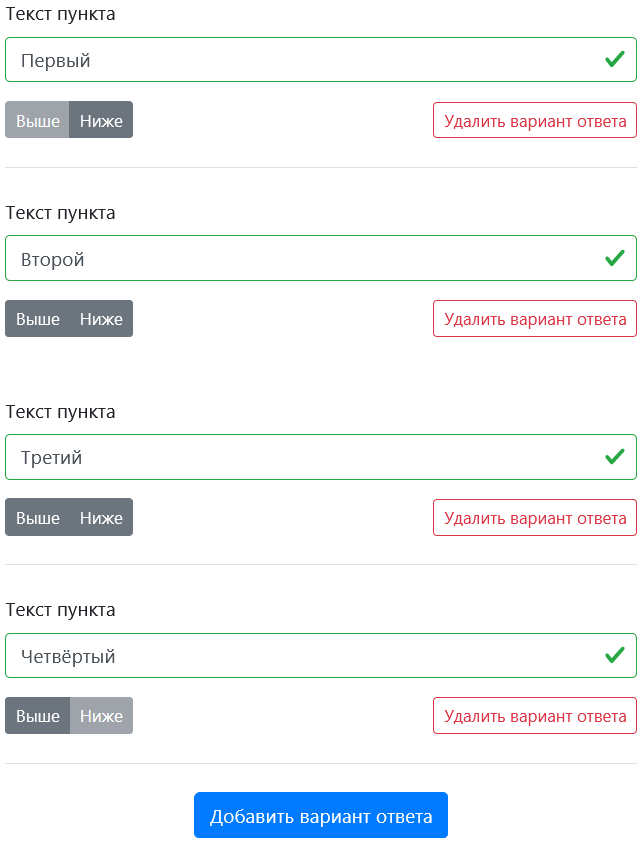 Текст пункта
Первый
Выше Ниже Удалить вариант ответа
Текст пункта
Второй
Выше Ниже Удалить вариант ответа
Текст пункта
Третий
Выше Ниже Удалить вариант ответа
Текст пункта
Четвёртый
Выше Ниже Удалить вариант ответа
Добавить вариант ответа